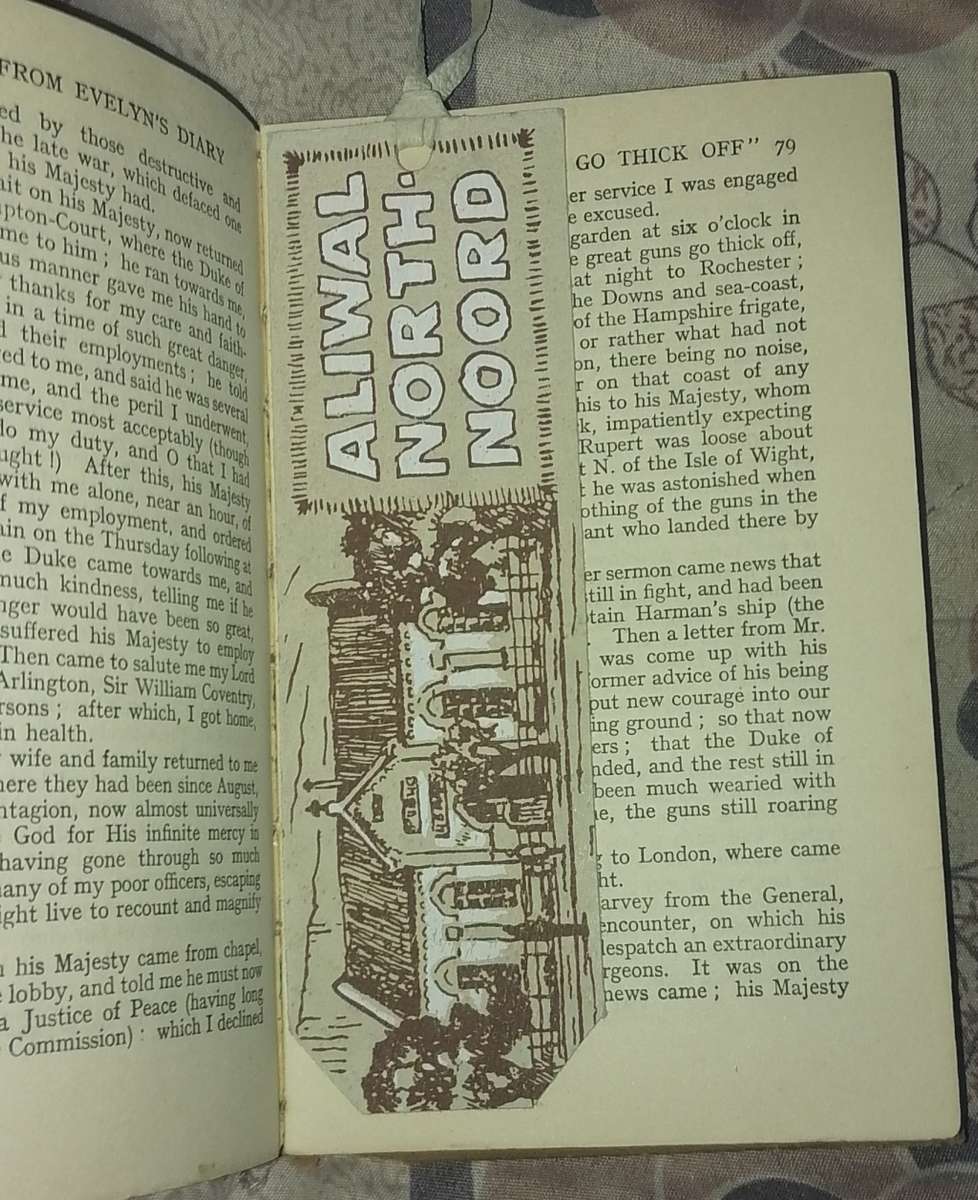 FROM EVELYN'S DIARY
ed by those destructive and
he late war, which defaced one
his Majesty had.
ait on his Majesty, now returned
pton-Court, where the Duke of
me to him ; he ran towards me,
us manner gave me his hand to
thanks for my care and faith-
in a time of such great danger,
d their employments ; he told
ed to me, and said he was several
me, and the peril I underwent,
service most acceptably (though
do my duty, and O that I had
ught !) After this, his Majesty
with me alone, near an hour, of
f my employment, and ordered
ain on the Thursday following at
e Duke came towards me, and
much kindness, telling me if he
nger would have been so great,
suffered his Majesty to employ
Then came to salute me my Lord
Arlington, Sir William Coventry,
rsons ; after which, I got home,
in health.
wife and family returned to me
here they had been since August,
ntagion, now almost universally
God for His infinite mercy in
having gone through so much
many of my poor officers, escaping
ight live to recount and magnify
his Majesty came from chapel,
e lobby, and told me he must now
a Justice of Peace (having long
Commission) : which I declined
ALIWAL
NORTH-
NOORD
PUBLIC
LIBRARY
GO THICK OFF" 79
er service I was engaged
e excused.
garden at six o'clock in
e great guns go thick off,
at night to Rochester ;
he Downs and sea-coast,
of the Hampshire frigate,
or rather what had not
on, there being no noise,
r on that coast of any
his to his Majesty, whom
k, impatiently expecting
Rupert was loose about
t N. of the Isle of Wight,
t he was astonished when
othing of the guns in the
ant who landed there by
er sermon came news that
still in fight, and had been
tain Harman's ship (the
Then a letter from Mr.
was come up with his
ormer advice of his being
put new courage into our
ing ground ; so that now
ers ; that the Duke of
nded, and the rest still in
been much wearied with
e, the guns still roaring
g to London, where came
ht.
arvey from the General,
encounter, on which his
despatch an extraordinary
rgeons. It was on the
news came ; his Majesty